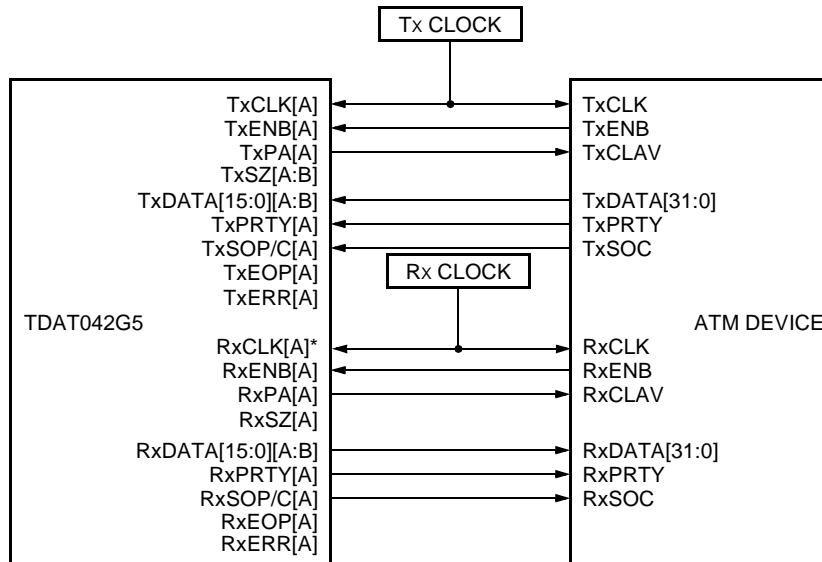 Tx CLOCK
TxCLK[A] TxCLK
TxENB[A] TxENB
TxPA[A] TxCLAV
TxSZ[A:B]
TxDATA[15:0][A:B] TxDATA[31:0]
TxPRTY[A] TxPRTY
TxSOP/C[A] TxSOC
Rx CLOCK
TxEOP[A]
TxERR[A]
TDAT042G5 ATM DEVICE
RxCLK[A]* RxCLK
RxENB[A] RxENB
RxPA[A] RxCLAV
RxSZ[A]
RxDATA[15:0][A:B] RxDATA[31:0]
RxPRTY[A] RxPRTY
RxSOP/C[A] RxSOC
RxEOP[A]
RxERR[A]